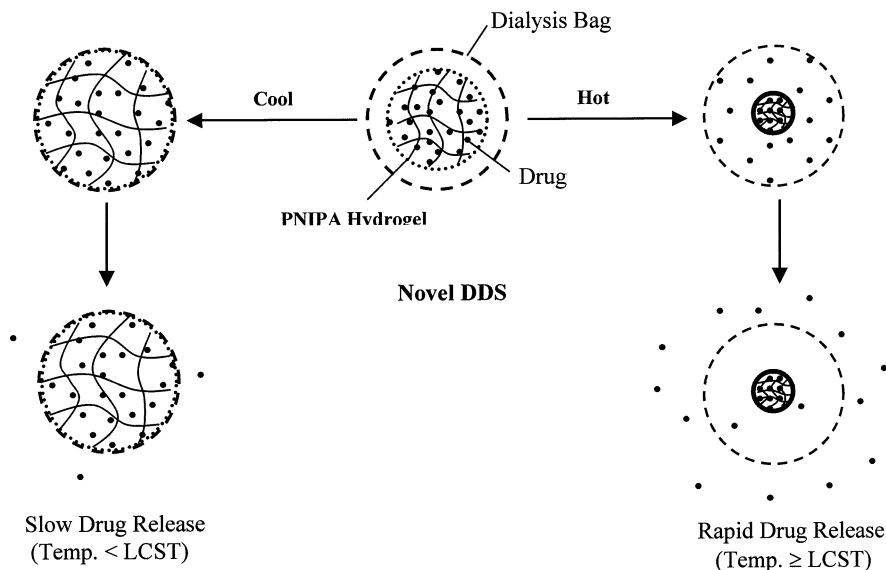 Dialysis Bag
Cool
Hot
Drug
PNIPA Hydrogel
Novel DDS
Slow Drug Release
(Temp. < LCST)
Rapid Drug Release
(Temp. ≥ LCST)